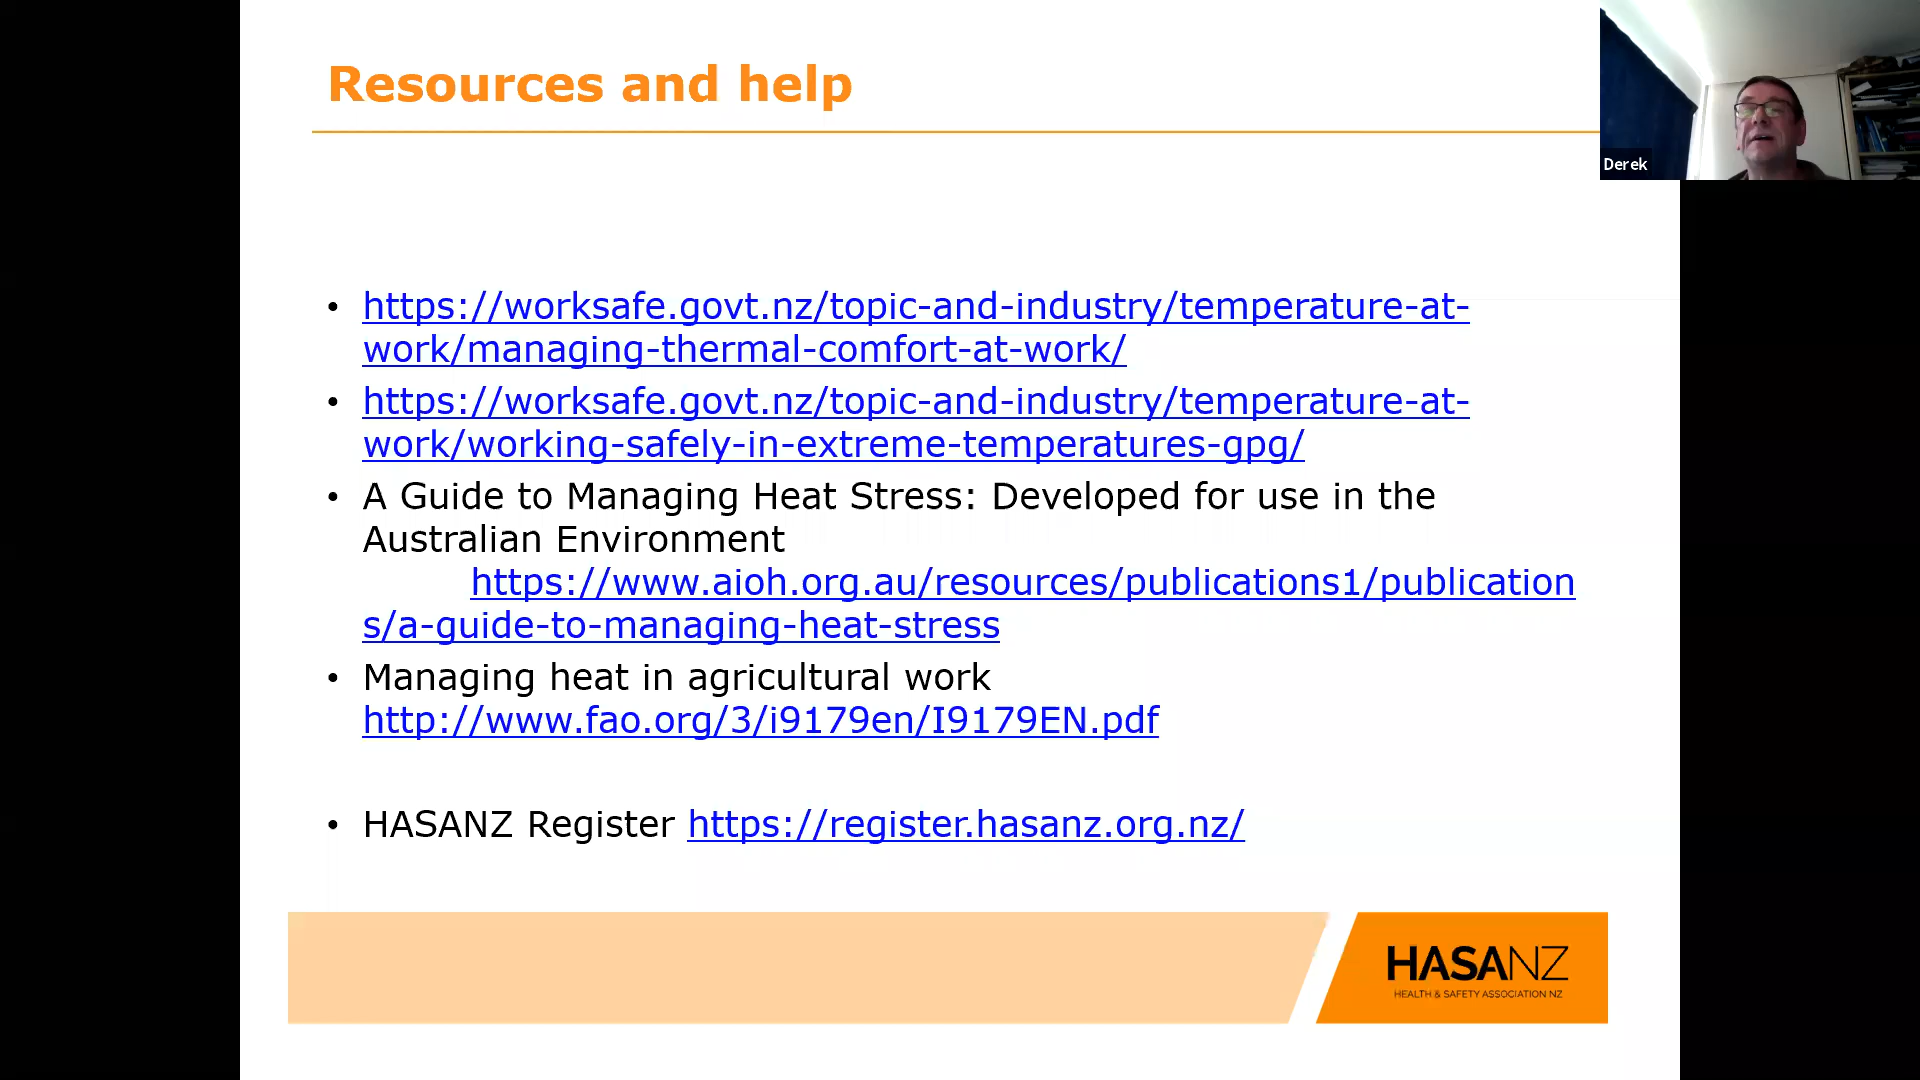 Resources and help
Derek
• https://worksafe.govt.nz/topic-and-industry/temperature-at-
work/managing-thermal-comfort-at-work/
• https://worksafe.govt.nz/topic-and-industry/temperature-at-
work/working-safely-in-extreme-temperatures-gpg/
• A Guide to Managing Heat Stress: Developed for use in the
Australian Environment
https://www.aioh.org.au/resources/publications1/publication
s/a-guide-to-managing-heat-stress
• Managing heat in agricultural work
http://www.fao.org/3/i9179en/I9179EN.pdf
• HASANZ Register https://register.hasanz.org.nz/
HASANZ
HEALTH & SAFETY ASSOCIATION NZ